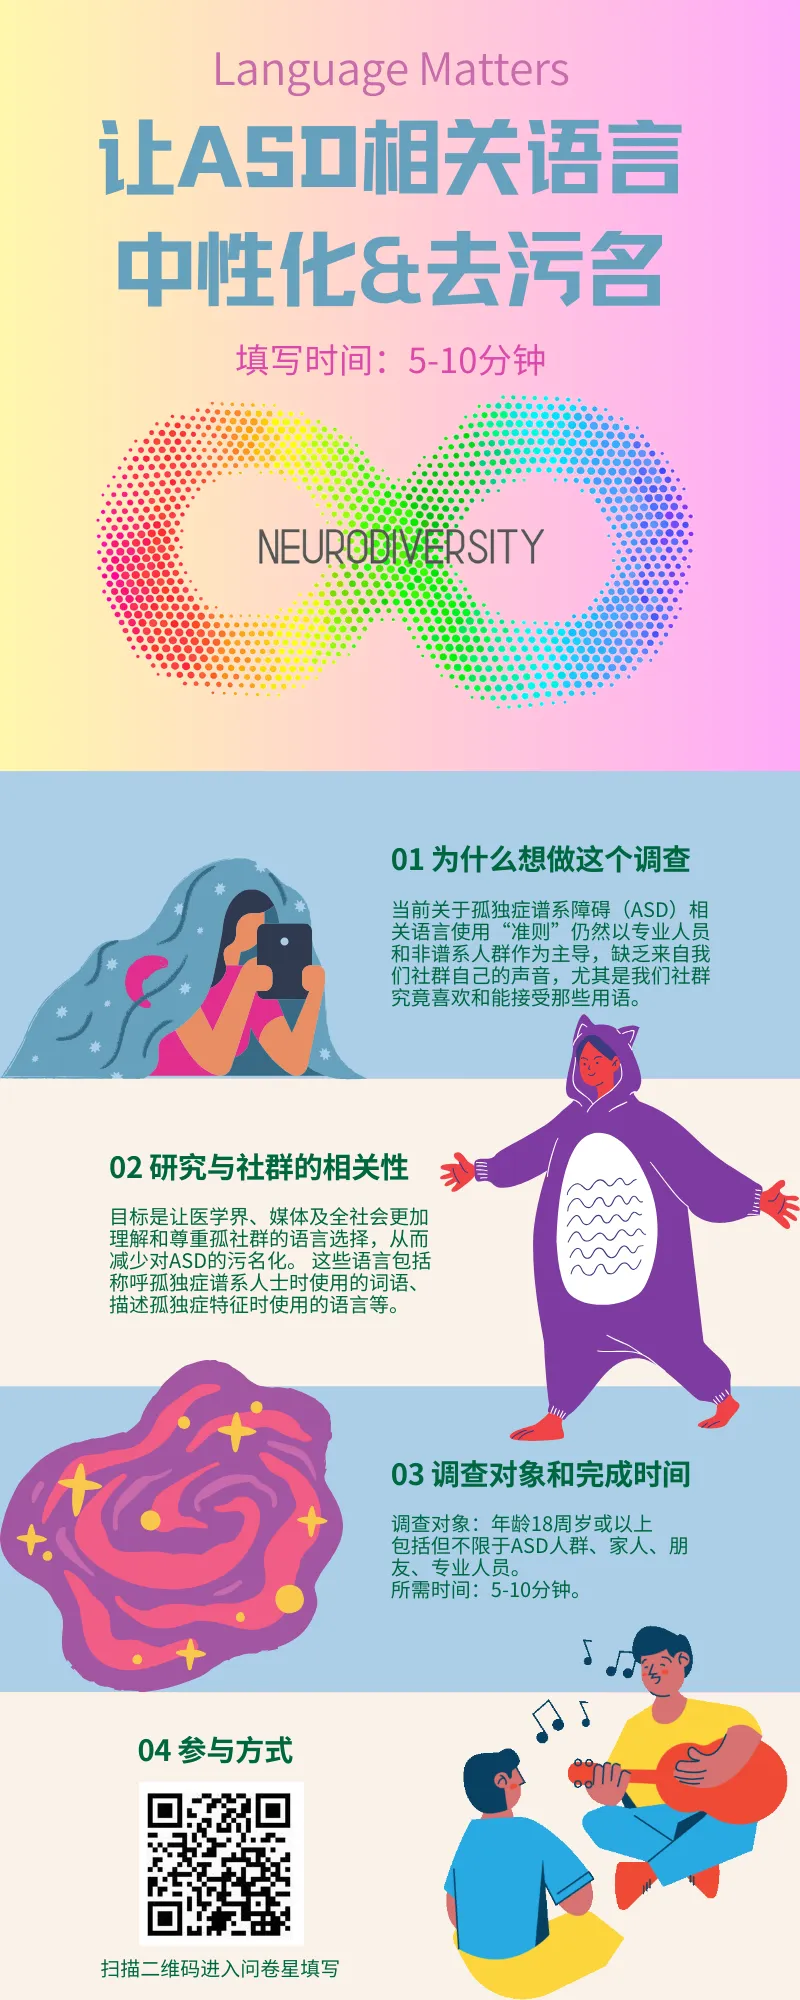 Language Matters
让ASD相关语言
中性化&去污名
填写时间：5-10分钟
NEURODIVERSITY
01 为什么想做这个调查
当前关于孤独症谱系障碍（ASD）相
关语言使用“准则”仍然以专业人员
和非谱系人群作为主导，缺乏来自我
们社群自己的声音，尤其是我们社群
究竟喜欢和能接受那些用语。
02 研究与社群的相关性
目标是让医学界、媒体及全社会更加
理解和尊重孤社群的语言选择，从而
减少对ASD的污名化。 这些语言包括
称呼孤独症谱系人士时使用的词语、
描述孤独症特征时使用的语言等。
03 调查对象和完成时间
调查对象：年龄18周岁或以上
包括但不限于ASD人群、家人、朋
友、专业人员。
所需时间：5-10分钟。
04 参与方式
扫描二维码进入问卷星填写